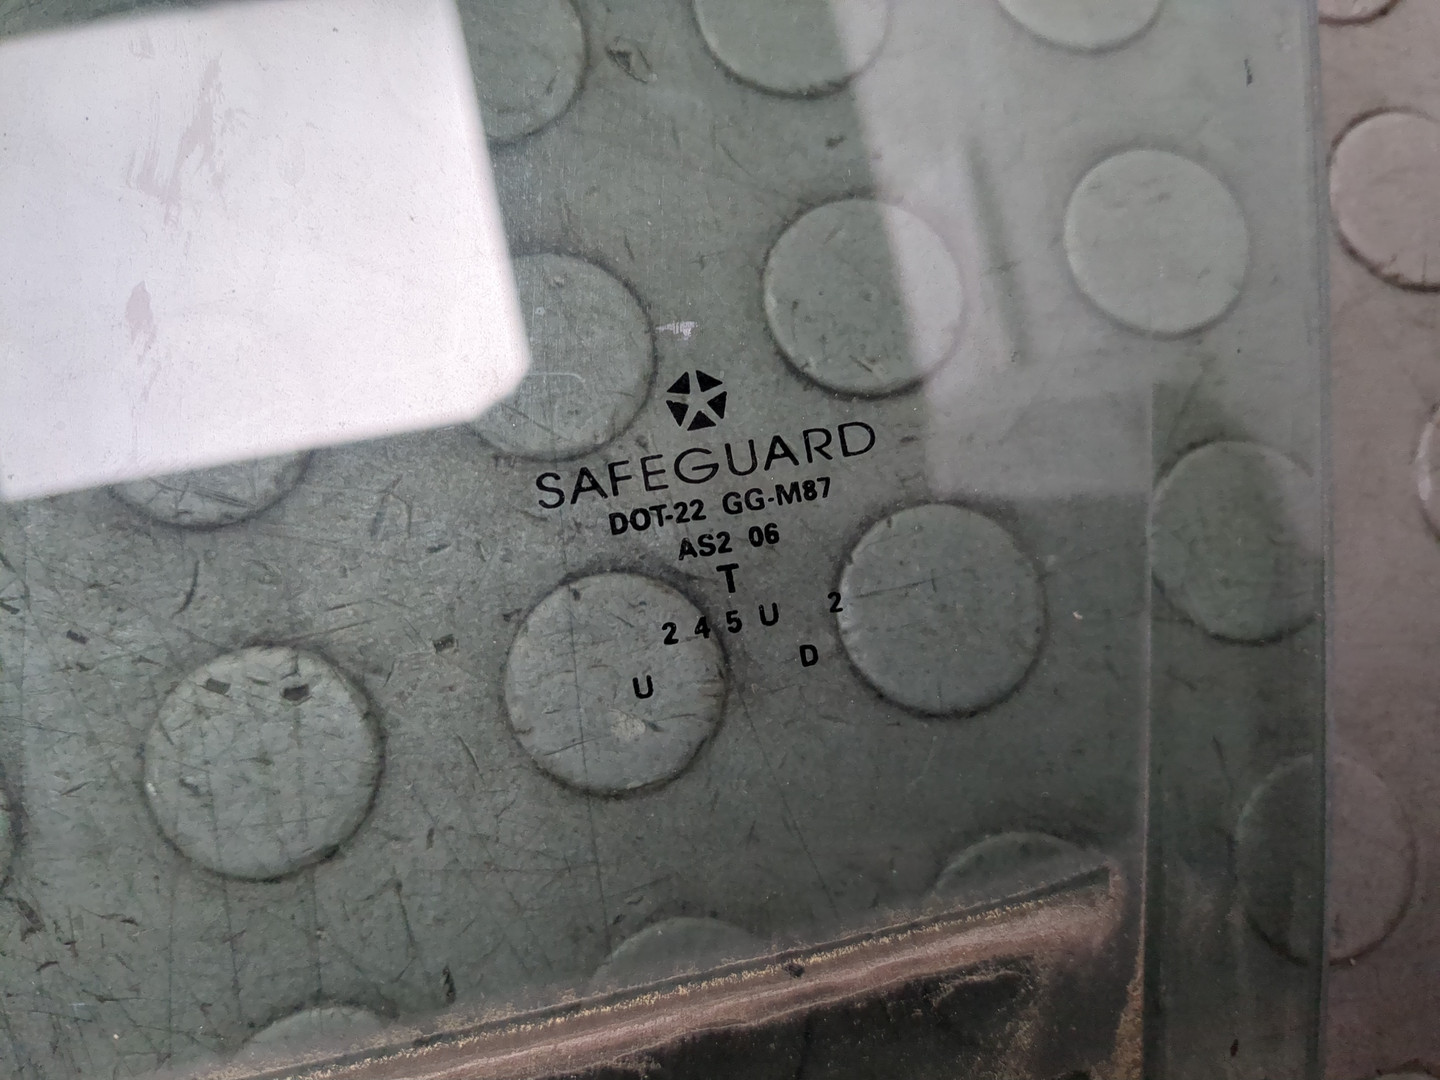 SAFEGUARD
DOT-22 GG-M87
AS2 06
T
2 4 5 U 2
U D